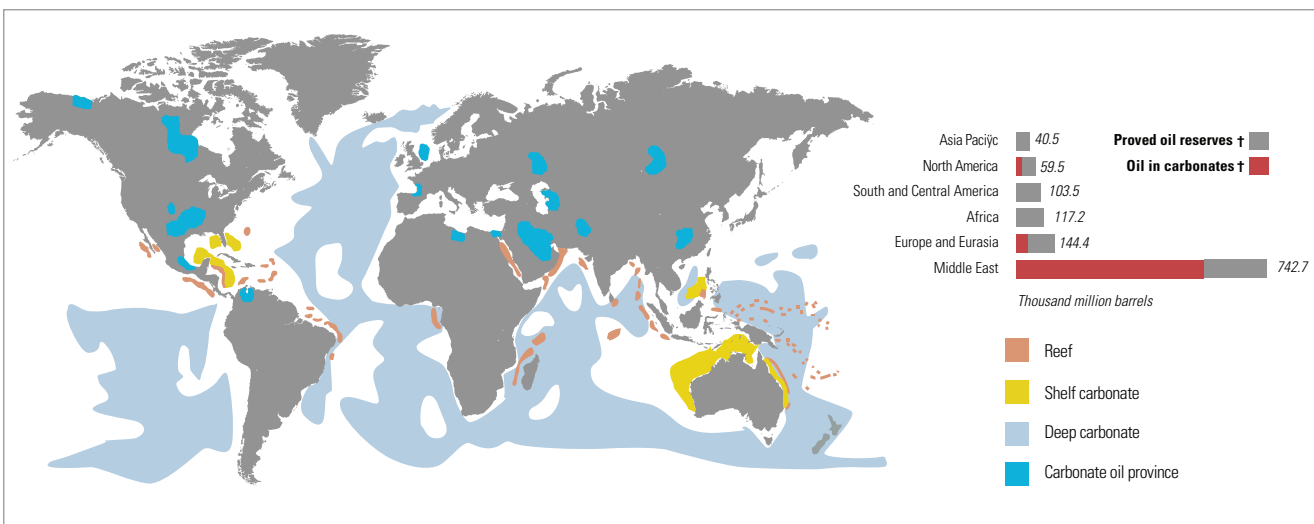 Asia Paciÿc 40.5 Proved oil reserves †
North America 59.5 Oil in carbonates †
South and Central America 103.5
Africa 117.2
Europe and Eurasia 144.4
Middle East 742.7
Thousand million barrels
Reef
Shelf carbonate
Deep carbonate
Carbonate oil province